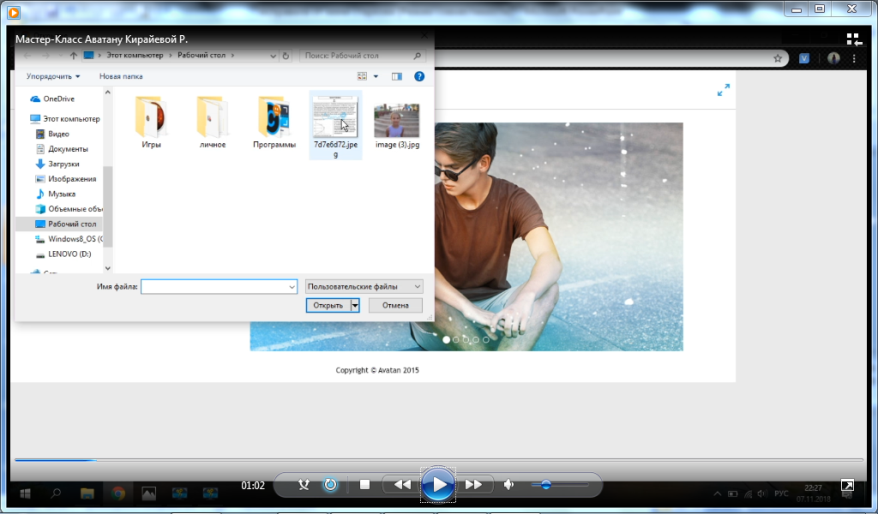 Мастер-Класс Аватану Кирайевой Р.
Этот компьютер
Рабочий стол
Поиск: Рабочий стол
Упорядочить
Новая папка
OneDrive
Этот компьютер
Видео
Документы
Загрузки
Изображения
Музыка
Объемные объе
Рабочий стол
Windows8_OS (C
LENOVO (D:)
Игры
личное
Программы
7d7e6d72.jpe
g
image (3).jpg
Имя файла:
Пользовательские файлы
Открыть
Отмена
Copyright © Avatan 2015
01:02
РУС
22:27
07.11.2018